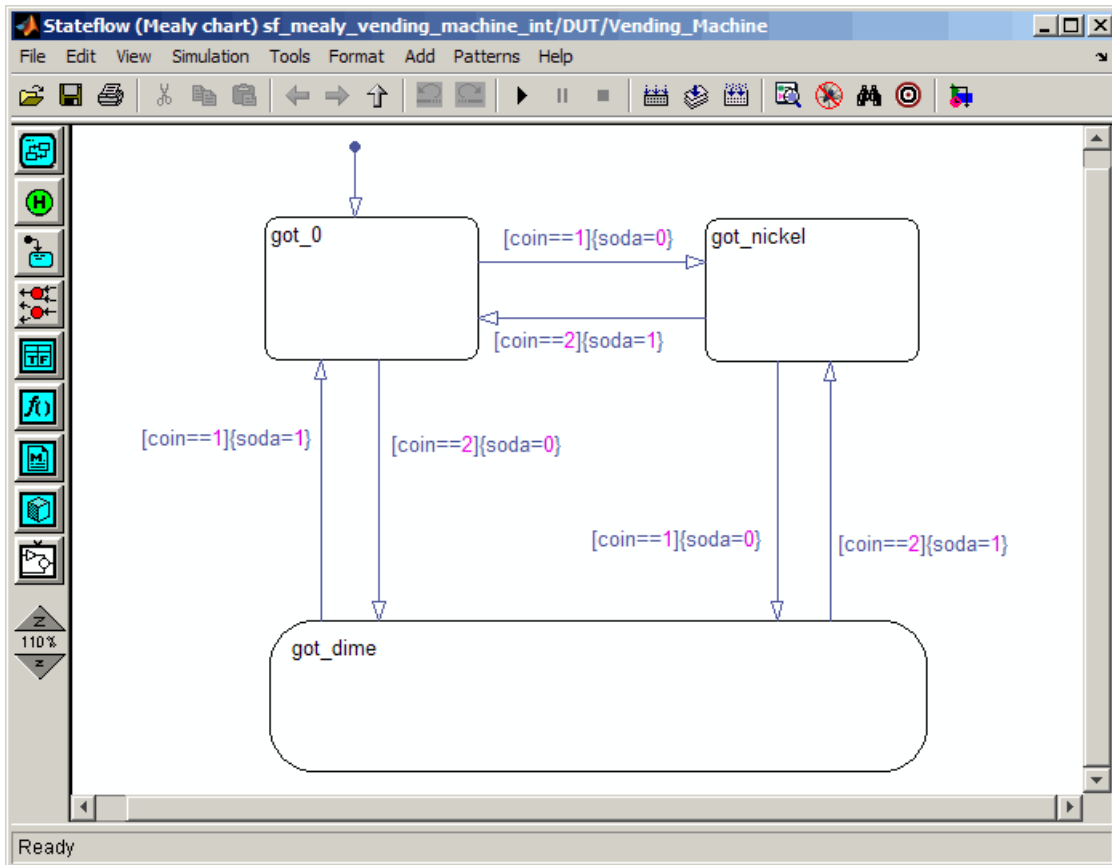 Stateflow (Mealy chart) sf_mealy_vending_machine_int/DUT/Vending_Machine
File Edit View Simulation Tools Format Add Patterns Help
got_0
[coin==1]{soda=0}
got_nickel
[coin==2]{soda=1}
[coin==1]{soda=1}
[coin==2]{soda=0}
[coin==1]{soda=0}
[coin==2]{soda=1}
got_dime
H
TF
f()
M
Z
110%
z
Ready